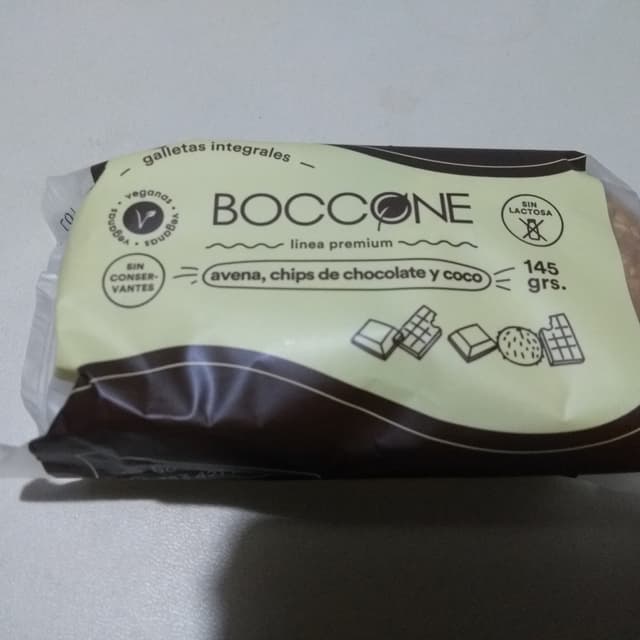 galletas integrales
veganas • veganas • veganas •
V
BOCCONE
linea premium
SIN
LACTOSA
SIN
CONSER-
VANTES
avena, chips de chocolate y coco
145
grs.